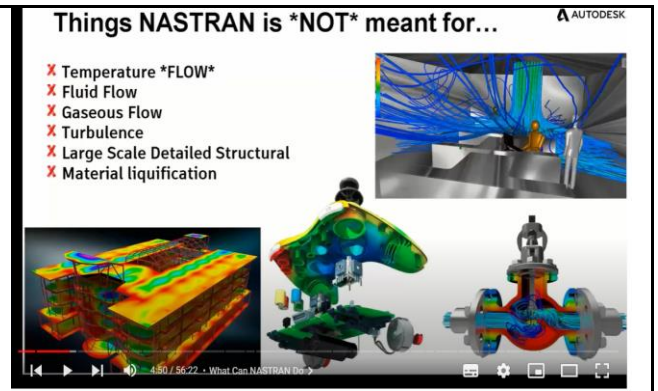 Things NASTRAN is *NOT* meant for...
AUTODESK
X Temperature *FLOW*
X Fluid Flow
X Gaseous Flow
X Turbulence
X Large Scale Detailed Structural
X Material liquification
4:50 / 56:22 • What Can NASTRAN Do >